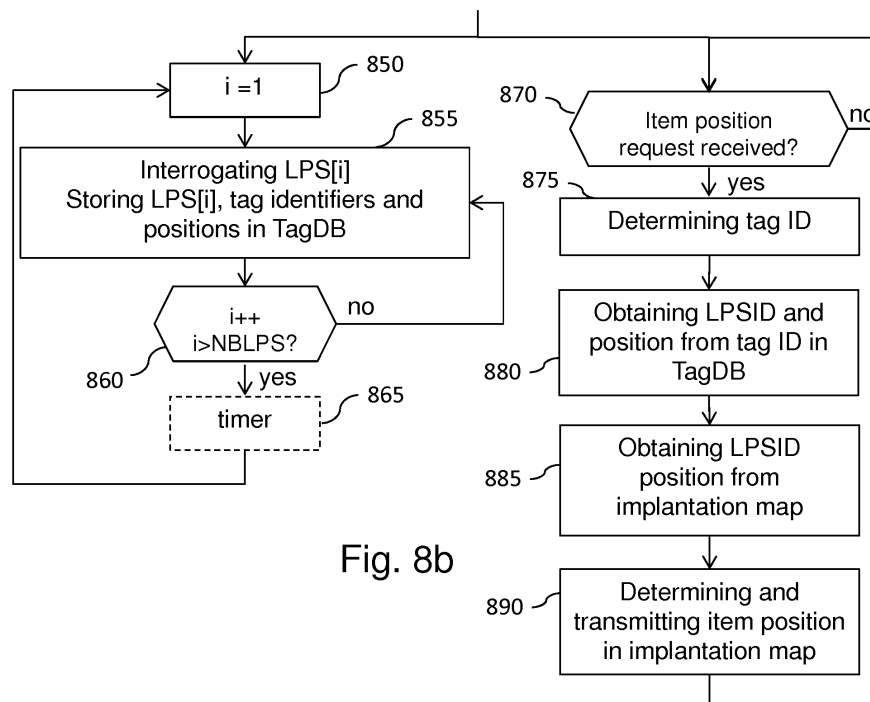 i =1
850
855
Interrogating LPS[i]
Storing LPS[i], tag identifiers and
positions in TagDB
i++
i>NBLPS?
no
860
yes
timer
865
870
Item position
request received?
no
875
yes
Determining tag ID
Obtaining LPSID and
position from tag ID in
TagDB
880
Obtaining LPSID
position from
implantation map
885
Fig. 8b
890
Determining and
transmitting item position
in implantation map